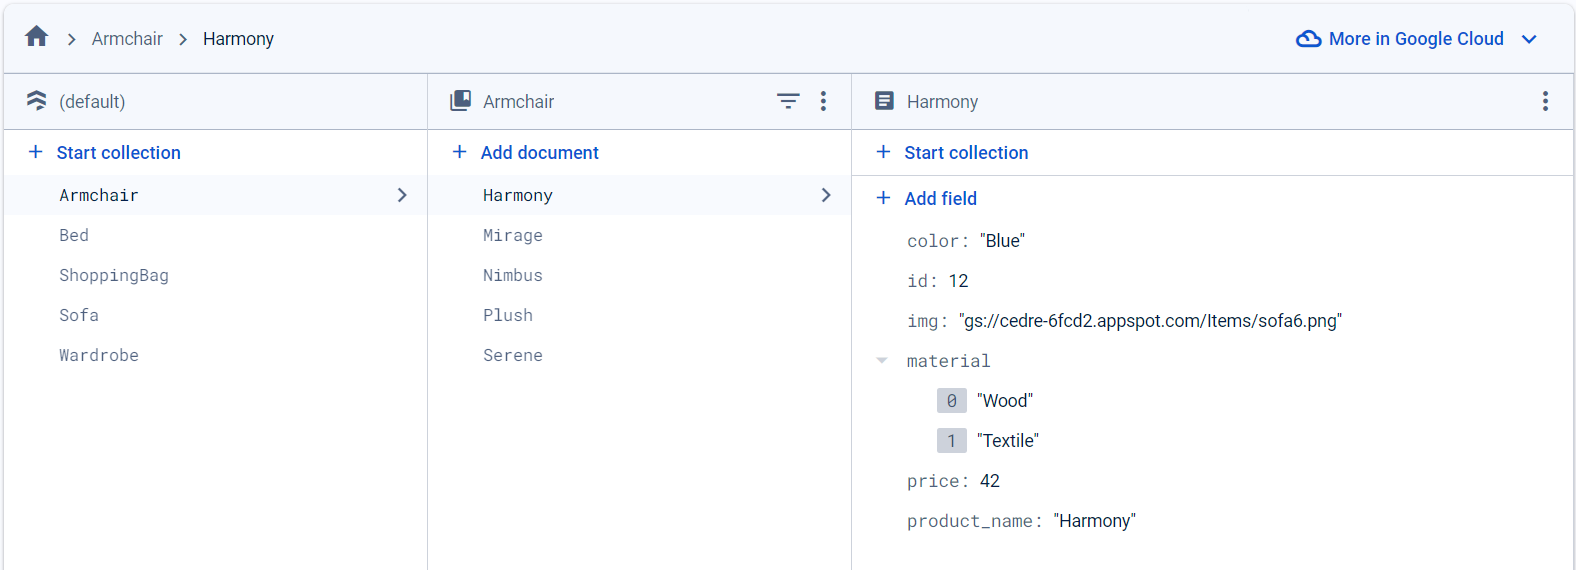 Armchair Harmony
More in Google Cloud
(default)
Start collection
Armchair
Bed
ShoppingBag
Sofa
Wardrobe
Armchair
Add document
Harmony
Mirage
Nimbus
Plush
Serene
Harmony
Start collection
Add field
color: "Blue"
id: 12
img: "gs://cedre-6fcd2.appspot.com/Items/sofa6.png"
material
0 "Wood"
1 "Textile"
price: 42
product_name: "Harmony"